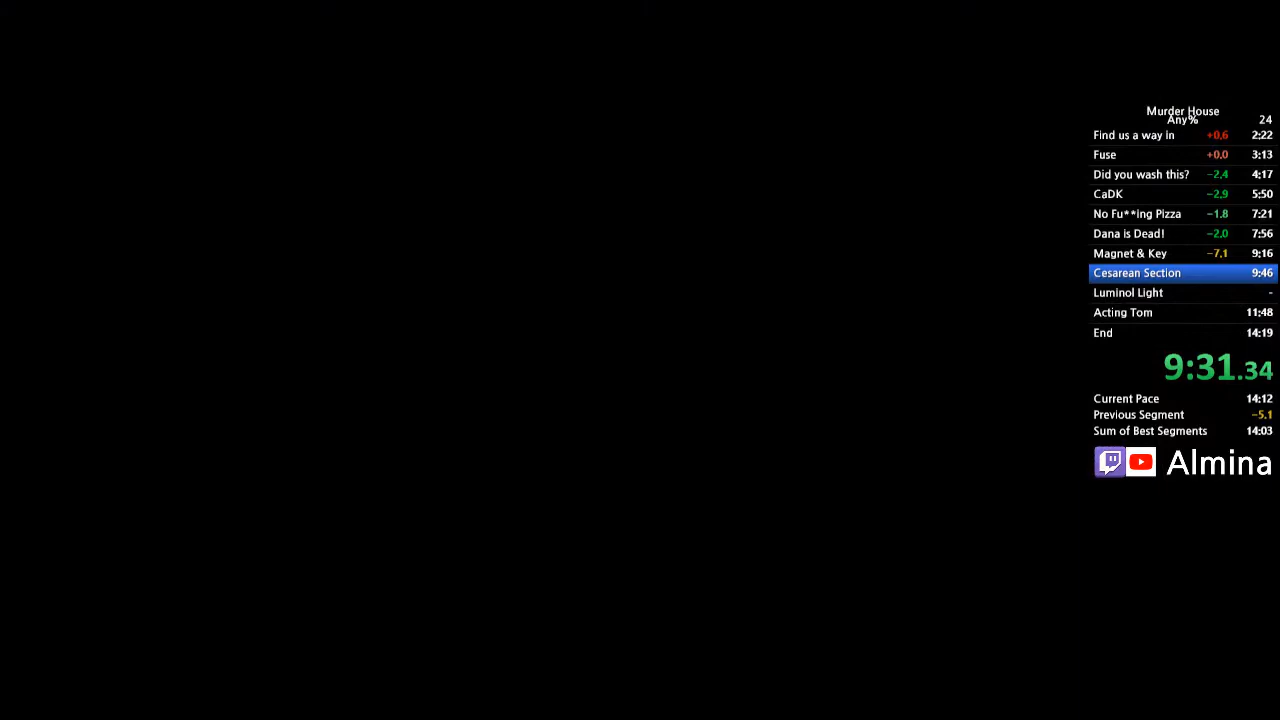 Murder House
Any% 24
Find us a way in +0.6 2:22
Fuse +0.0 3:13
Did you wash this? −2.4 4:17
CaDK −2.9 5:50
No Fu**ing Pizza −1.8 7:21
Dana is Dead! −2.0 7:56
Magnet & Key −7.1 9:16
Cesarean Section 9:46
Luminol Light -
Acting Tom 11:48
End 14:19
9:31.34
Current Pace 14:12
Previous Segment −5.1
Sum of Best Segments 14:03
Almina